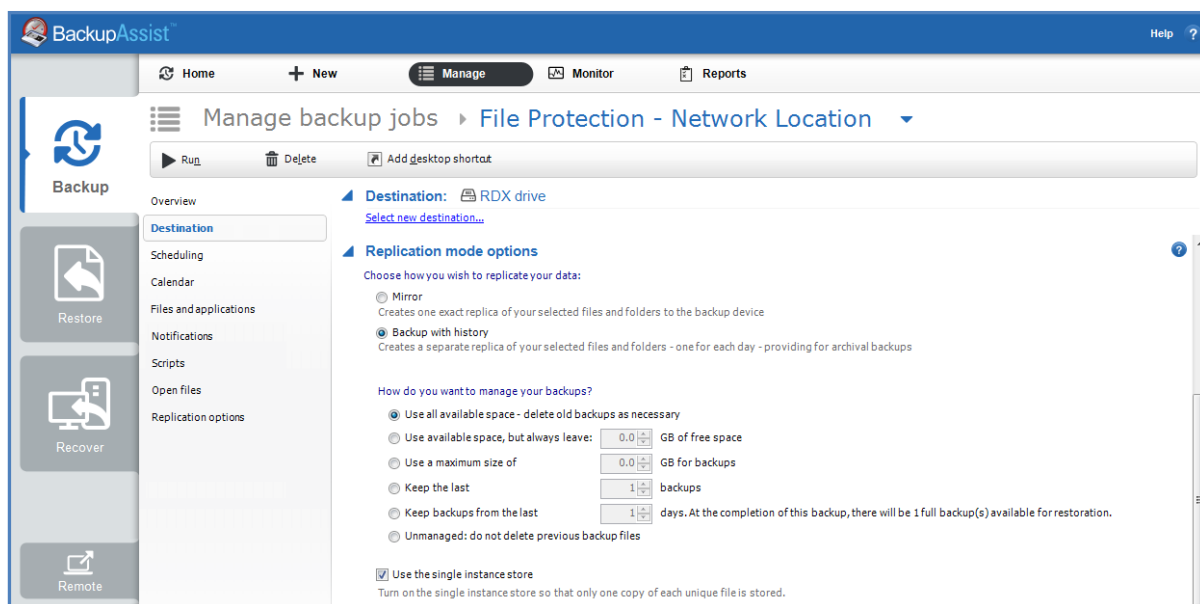 BackupAssist™
Help ?
Home New Manage Monitor Reports
Manage backup jobs File Protection - Network Location
Run Delete Add desktop shortcut
Backup
Restore
Recover
Remote
Overview
Destination
Scheduling
Calendar
Files and applications
Notifications
Scripts
Open files
Replication options
Destination: RDX drive
Select new destination...
Replication mode options ?
Choose how you wish to replicate your data:
Mirror
Creates one exact replica of your selected files and folders to the backup device
Backup with history
Creates a separate replica of your selected files and folders - one for each day - providing for archival backups
How do you want to manage your backups?
Use all available space - delete old backups as necessary
Use available space, but always leave: 0.0 GB of free space
Use a maximum size of 0.0 GB for backups
Keep the last 1 backups
Keep backups from the last 1 days. At the completion of this backup, there will be 1 full backup(s) available for restoration.
Unmanaged: do not delete previous backup files
Use the single instance store
Turn on the single instance store so that only one copy of each unique file is stored.